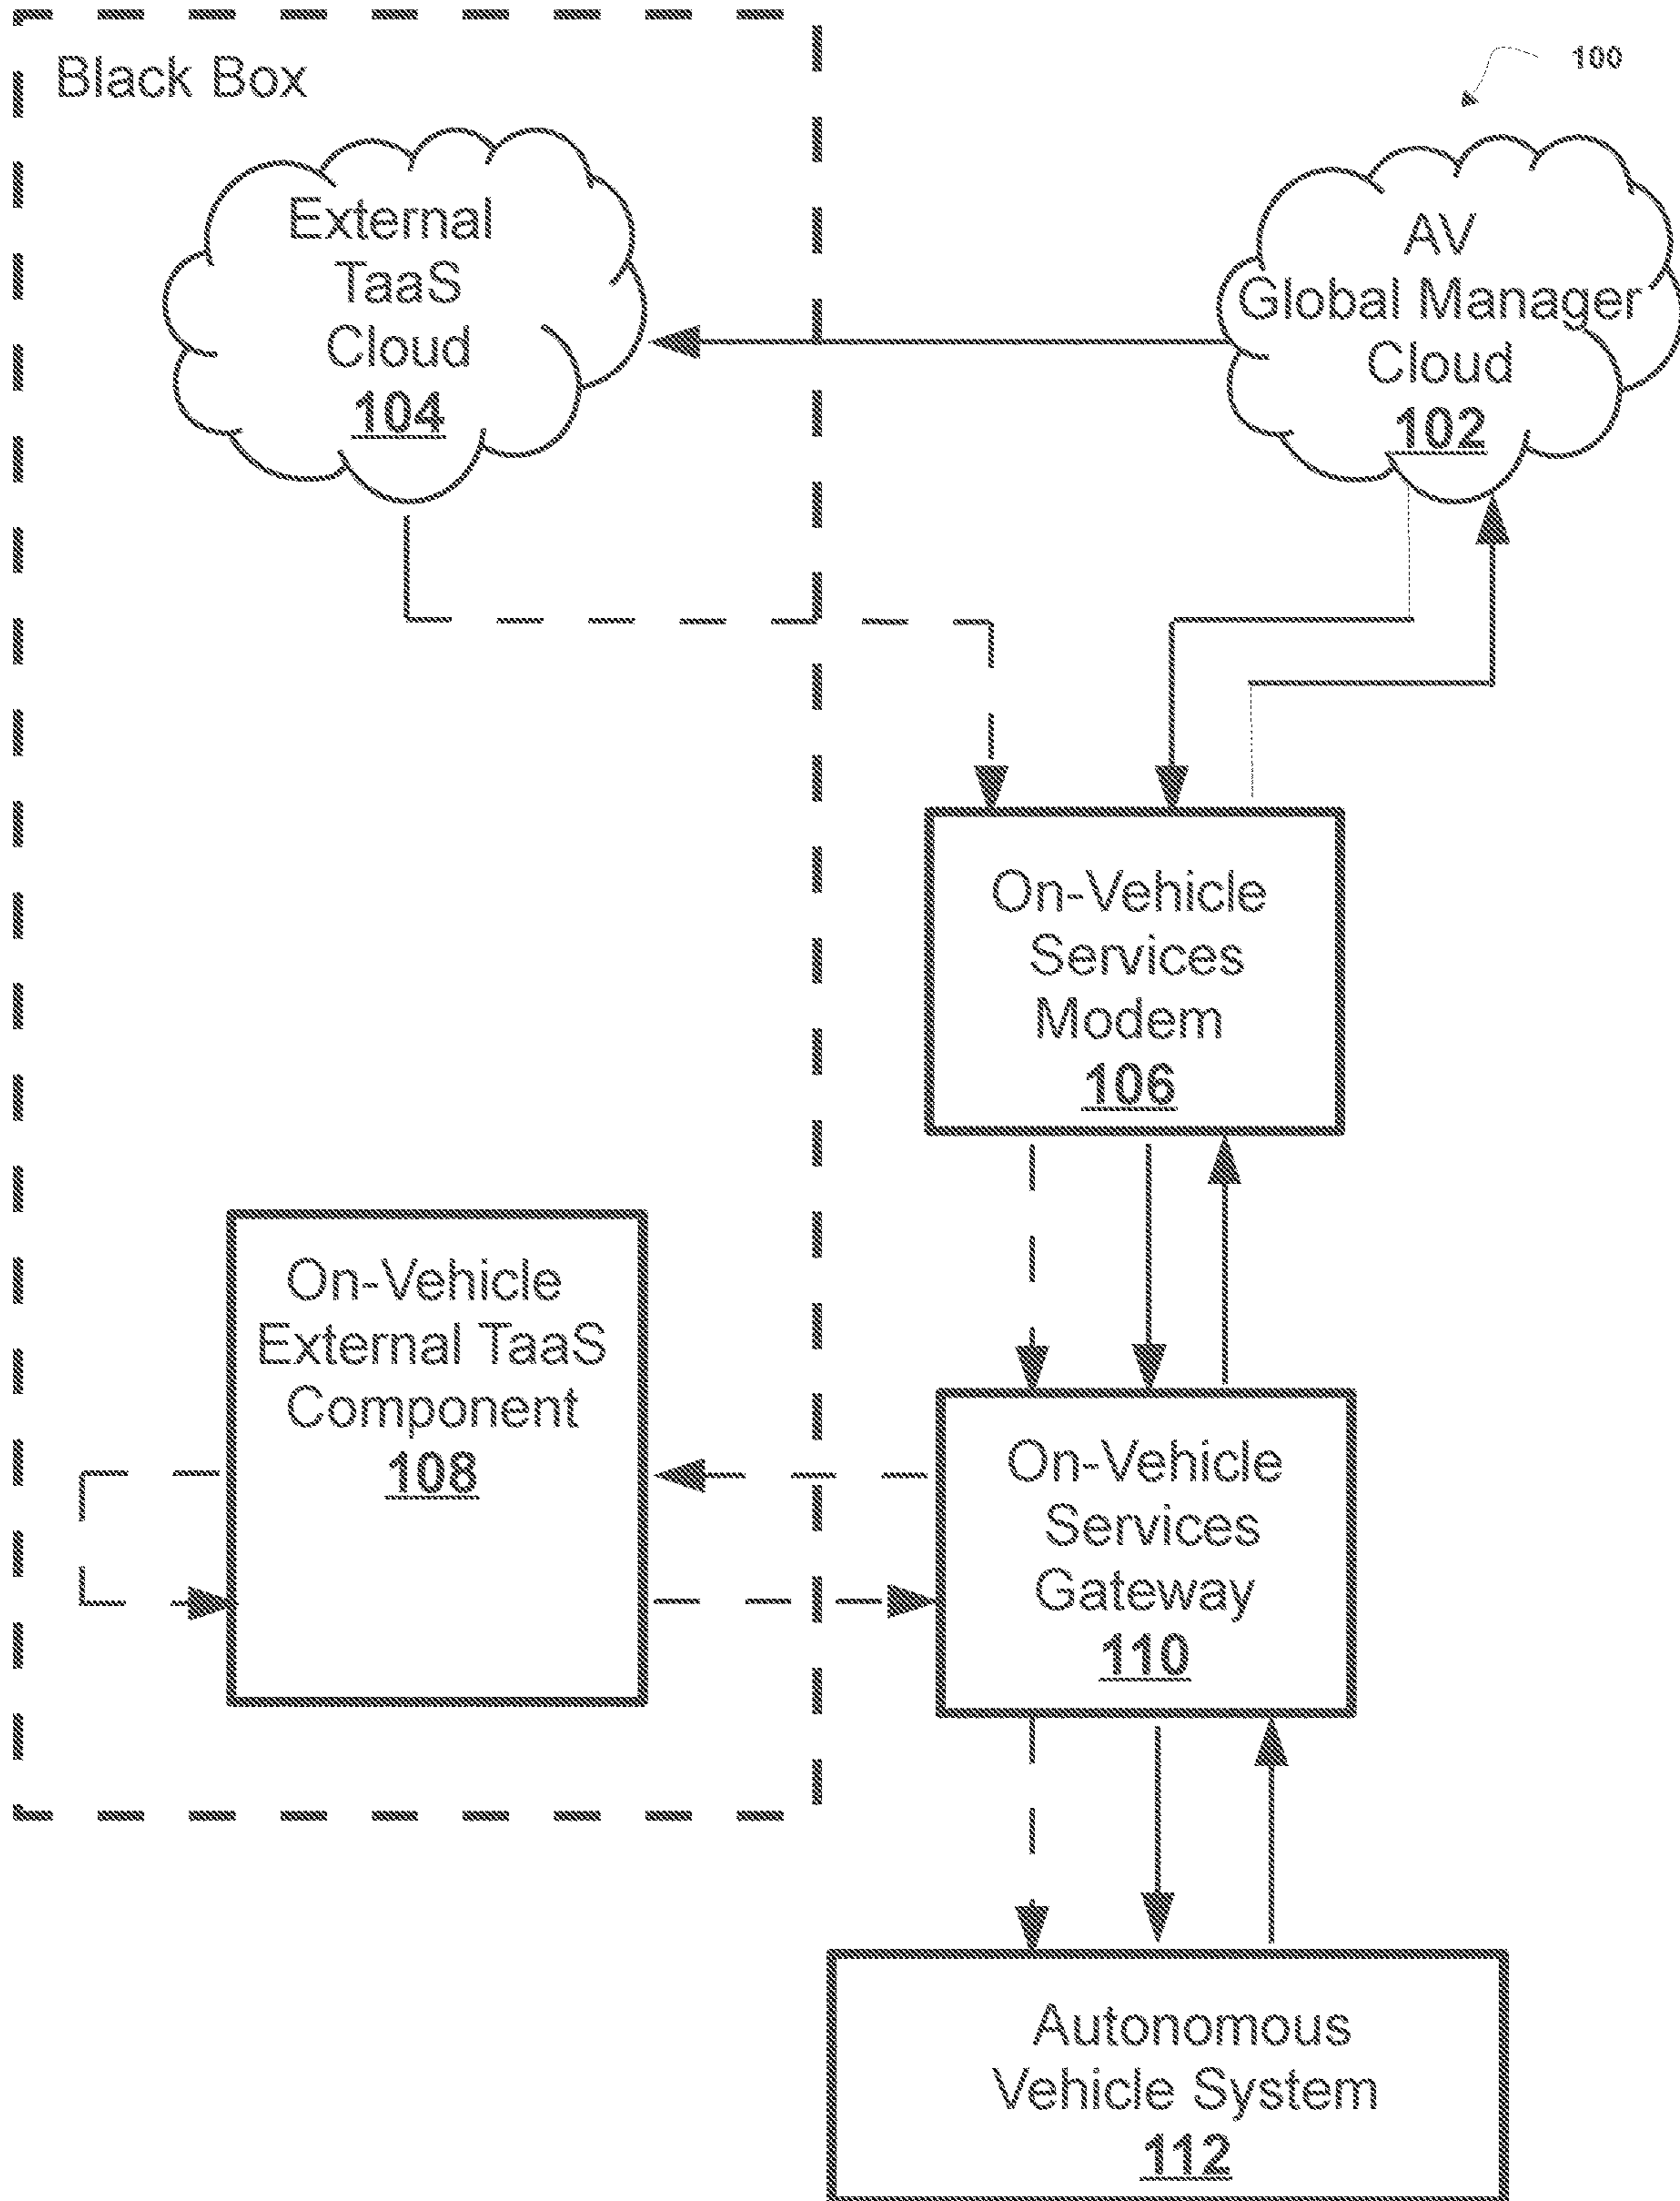 Black Box
100
External
TaaS
Cloud
104
AV
Global Manager
Cloud
102
On-Vehicle
Services
Modem
106
On-Vehicle
External TaaS
Component
108
On-Vehicle
Services
Gateway
110
Autonomous
Vehicle System
112